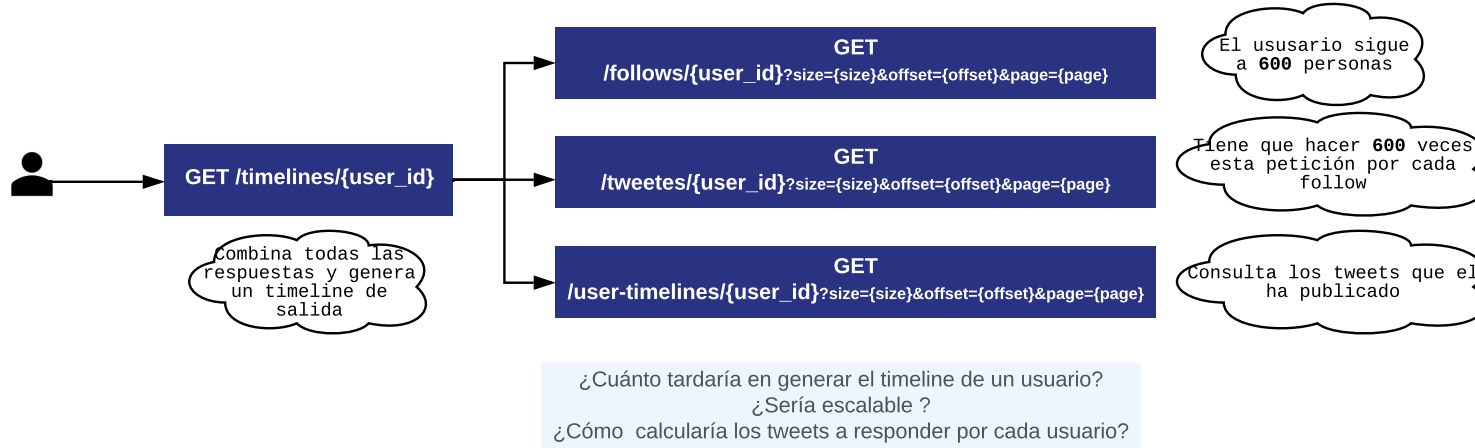 GET /timelines/{user_id}
Combina todas las
respuestas y genera
un timeline de
salida
GET
/follows/{user_id}?size={size}&offset={offset}&page={page}
El ususario sigue
a 600 personas
GET
/tweetes/{user_id}?size={size}&offset={offset}&page={page}
Tiene que hacer 600 veces
esta petición por cada
follow
GET
/user-timelines/{user_id}?size={size}&offset={offset}&page={page}
Consulta los tweets que el
ha publicado
¿Cuánto tardaría en generar el timeline de un usuario?
¿Sería escalable ?
¿Cómo calcularía los tweets a responder por cada usuario?